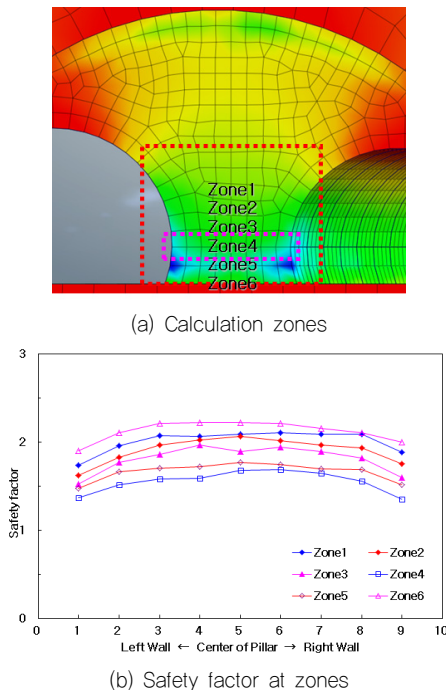 Zone1
Zone2
Zone3
Zone4
Zone5
Zone6
(a) Calculation zones
3
2
1
0
Safety factor
Zone1 Zone2
Zone3 Zone4
Zone5 Zone6
0 1 2 3 4 5 6 7 8 9 10
Left Wall ← Center of Pillar → Right Wall
(b) Safety factor at zones